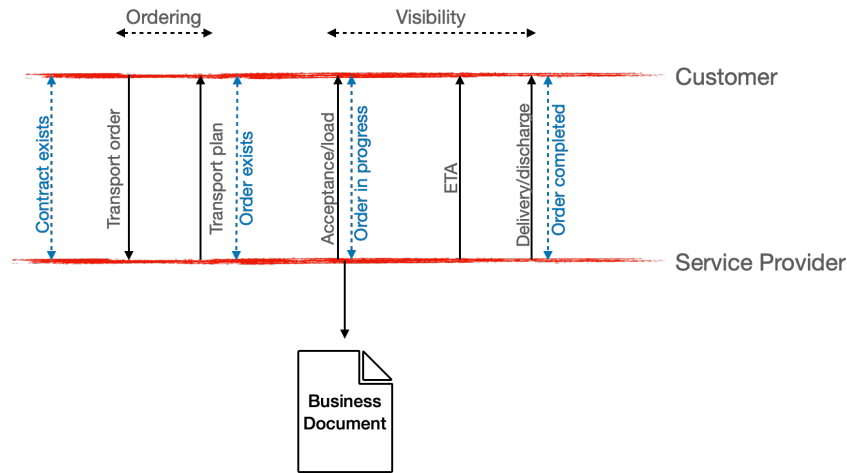 Ordering
Visibility
Customer
Contract exists
Transport order
Transport plan
Order exists
Acceptance/load
Order in progress
ETA
Delivery/discharge
Order completed
Service Provider
Business
Document